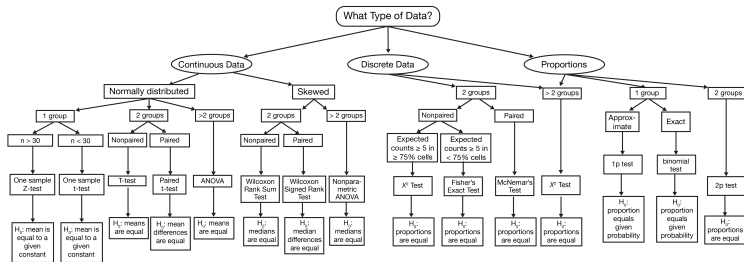 What Type of Data?
Continuous Data
Discrete Data
Proportions
Normally distributed
Skewed
2 groups
> 2 groups
1 group
2 groups
1 group
2 groups
>2 groups
2 groups
> 2 groups
Nonpaired
Paired
Approx-
imate
Exact
n > 30
n < 30
Nonpaired
Paired
Nonpaired
Paired
Expected
counts ≥ 5 in
≥ 75% cells
Expected
counts ≥ 5 in
< 75% cells
1p test
binomial
test
One sample
Z-test
One sample
t-test
T-test
Paired
t-test
ANOVA
Wilcoxon
Rank Sum
Test
Wilcoxon
Signed Rank
Test
Nonpara-
metric
ANOVA
X² Test
Fisher's
Exact Test
McNemar's
Test
X² Test
2p test
H₀: mean is
equal to a
given
constant
H₀: mean is
equal to a
constant
H₀: means
are equal
H₀: mean
differences
are equal
H₀: means
are equal
H₀:
medians
are equal
H₀:
median
differences
are equal
H₀:
medians
are equal
H₀:
proportions
are equal
H₀:
proportions
are equal
H₀:
proportions
are equal
H₀:
proportions
are equal
H₀:
proportion
equals
given
probability
H₀:
proportion
equals
given
probability
H₀:
proportions
are equal